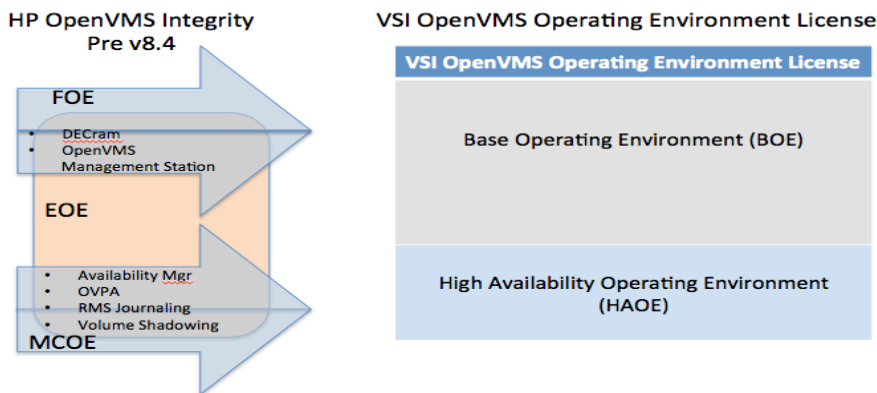 HP OpenVMS Integrity
Pre v8.4
FOE
• DECram
• OpenVMS
Management Station
EOE
• Availability Mgr
• OVPA
• RMS Journaling
• Volume Shadowing
MCOE
VSI OpenVMS Operating Environment License
VSI OpenVMS Operating Environment License
Base Operating Environment (BOE)
High Availability Operating Environment
(HAOE)